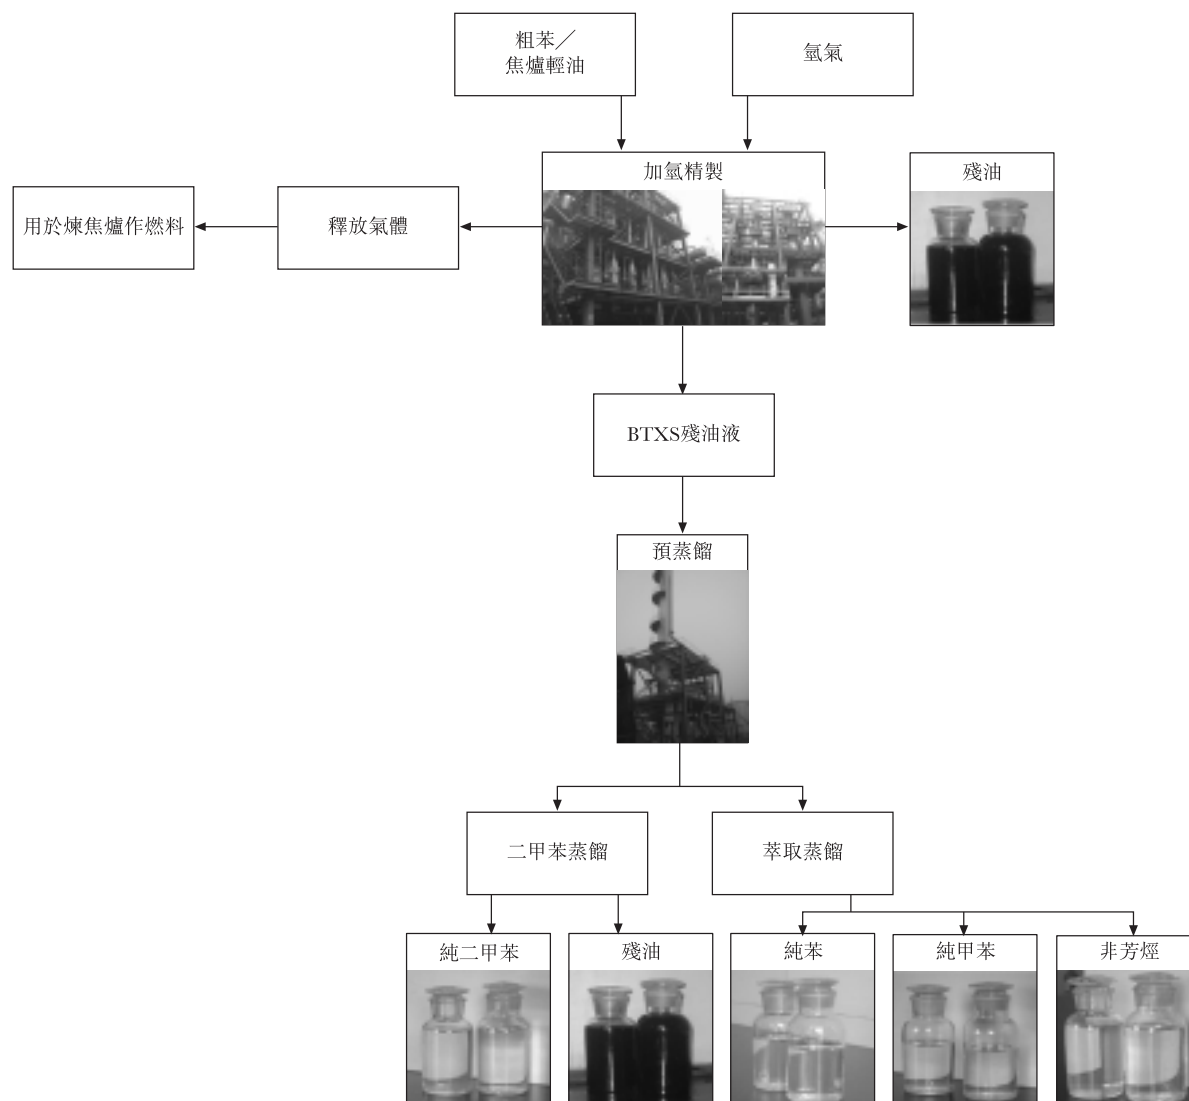 粗苯／
焦爐輕油
氫氣
加氫精製
殘油
用於煉焦爐作燃料
釋放氣體
BTXS殘油液
預蒸餾
二甲苯蒸餾
萃取蒸餾
純二甲苯
殘油
純苯
純甲苯
非芳烴